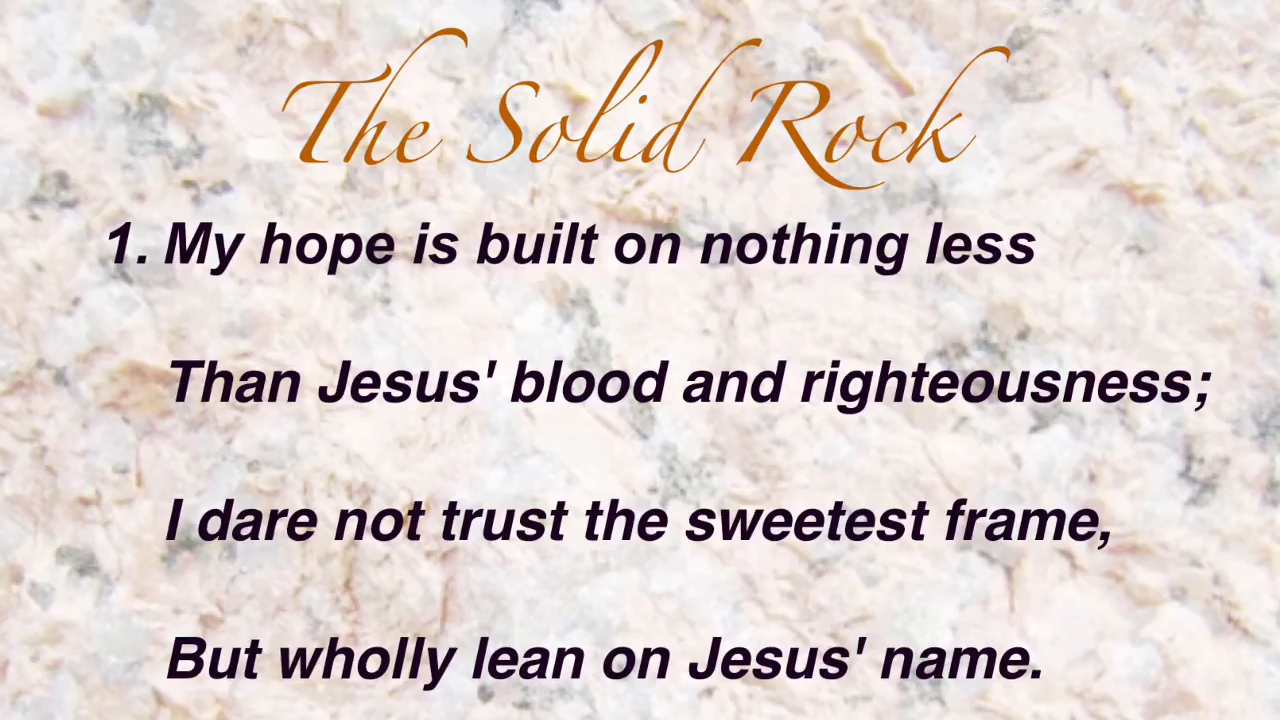 The Solid Rock
1. My hope is built on nothing less
Than Jesus' blood and righteousness;
I dare not trust the sweetest frame,
But wholly lean on Jesus' name.